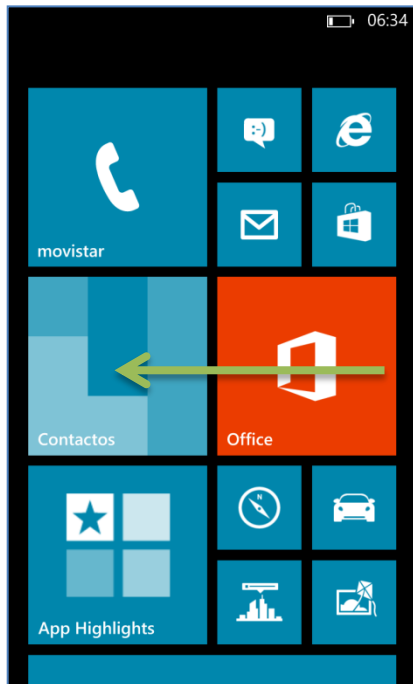 06:34
:-)
movistar
Contactos
Office
N
App Highlights